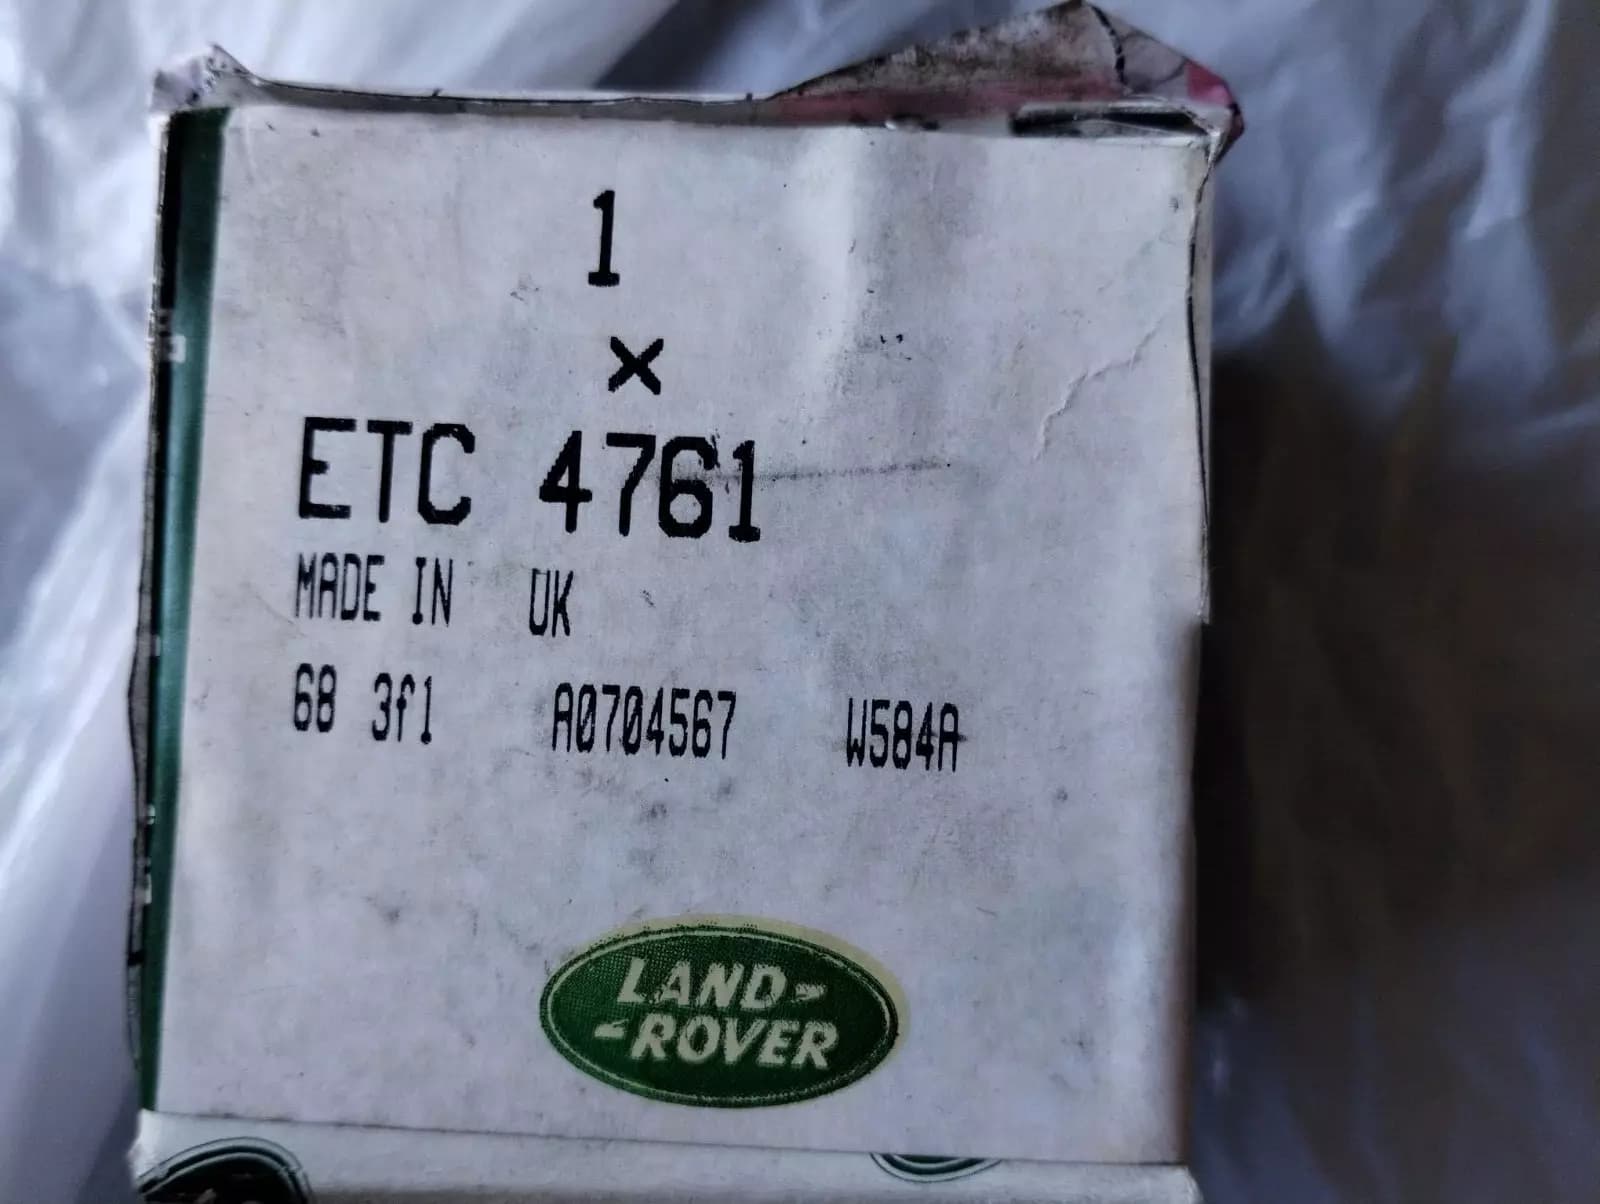 1
x
ETC 4761
MADE IN UK
68 3f1 A0704567 W584A
LAND-
-ROVER